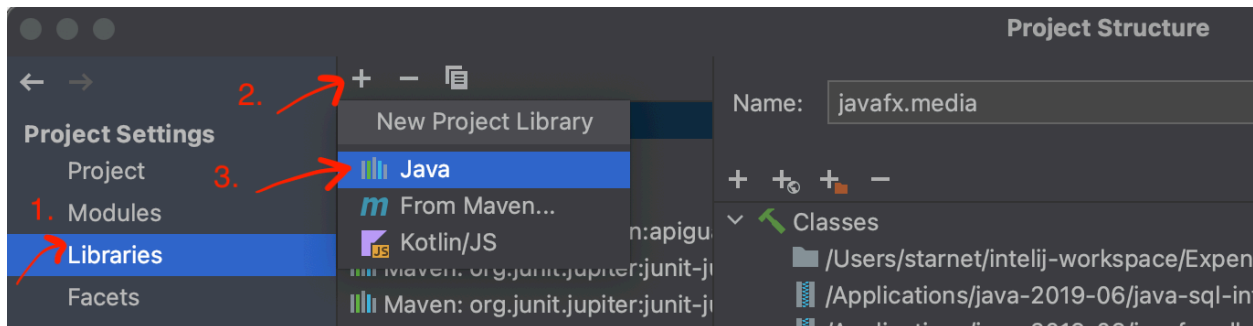 Project Structure
2.
New Project Library
Name: javafx.media
Project Settings
Project
3.
Java
1.
Modules
m From Maven...
Libraries
JS Kotlin/JS
n:apigu
Classes
Maven: org.junit.jupiter:junit-j
/Users/starnet/intelij-workspace/Expen
Facets
Maven: org.junit.jupiter:junit-j
/Applications/java-2019-06/java-sql-in